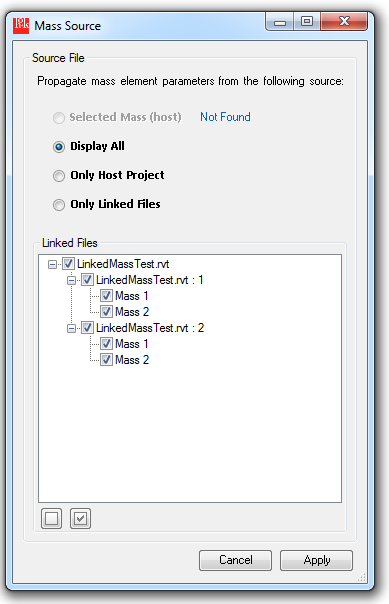 Mass Source
Source File
Propagate mass element parameters from the following source:
Selected Mass (host) Not Found
Display All
Only Host Project
Only Linked Files
Linked Files
LinkedMassTest.rvt
LinkedMassTest.rvt : 1
Mass 1
Mass 2
LinkedMassTest.rvt : 2
Mass 1
Mass 2
Cancel Apply